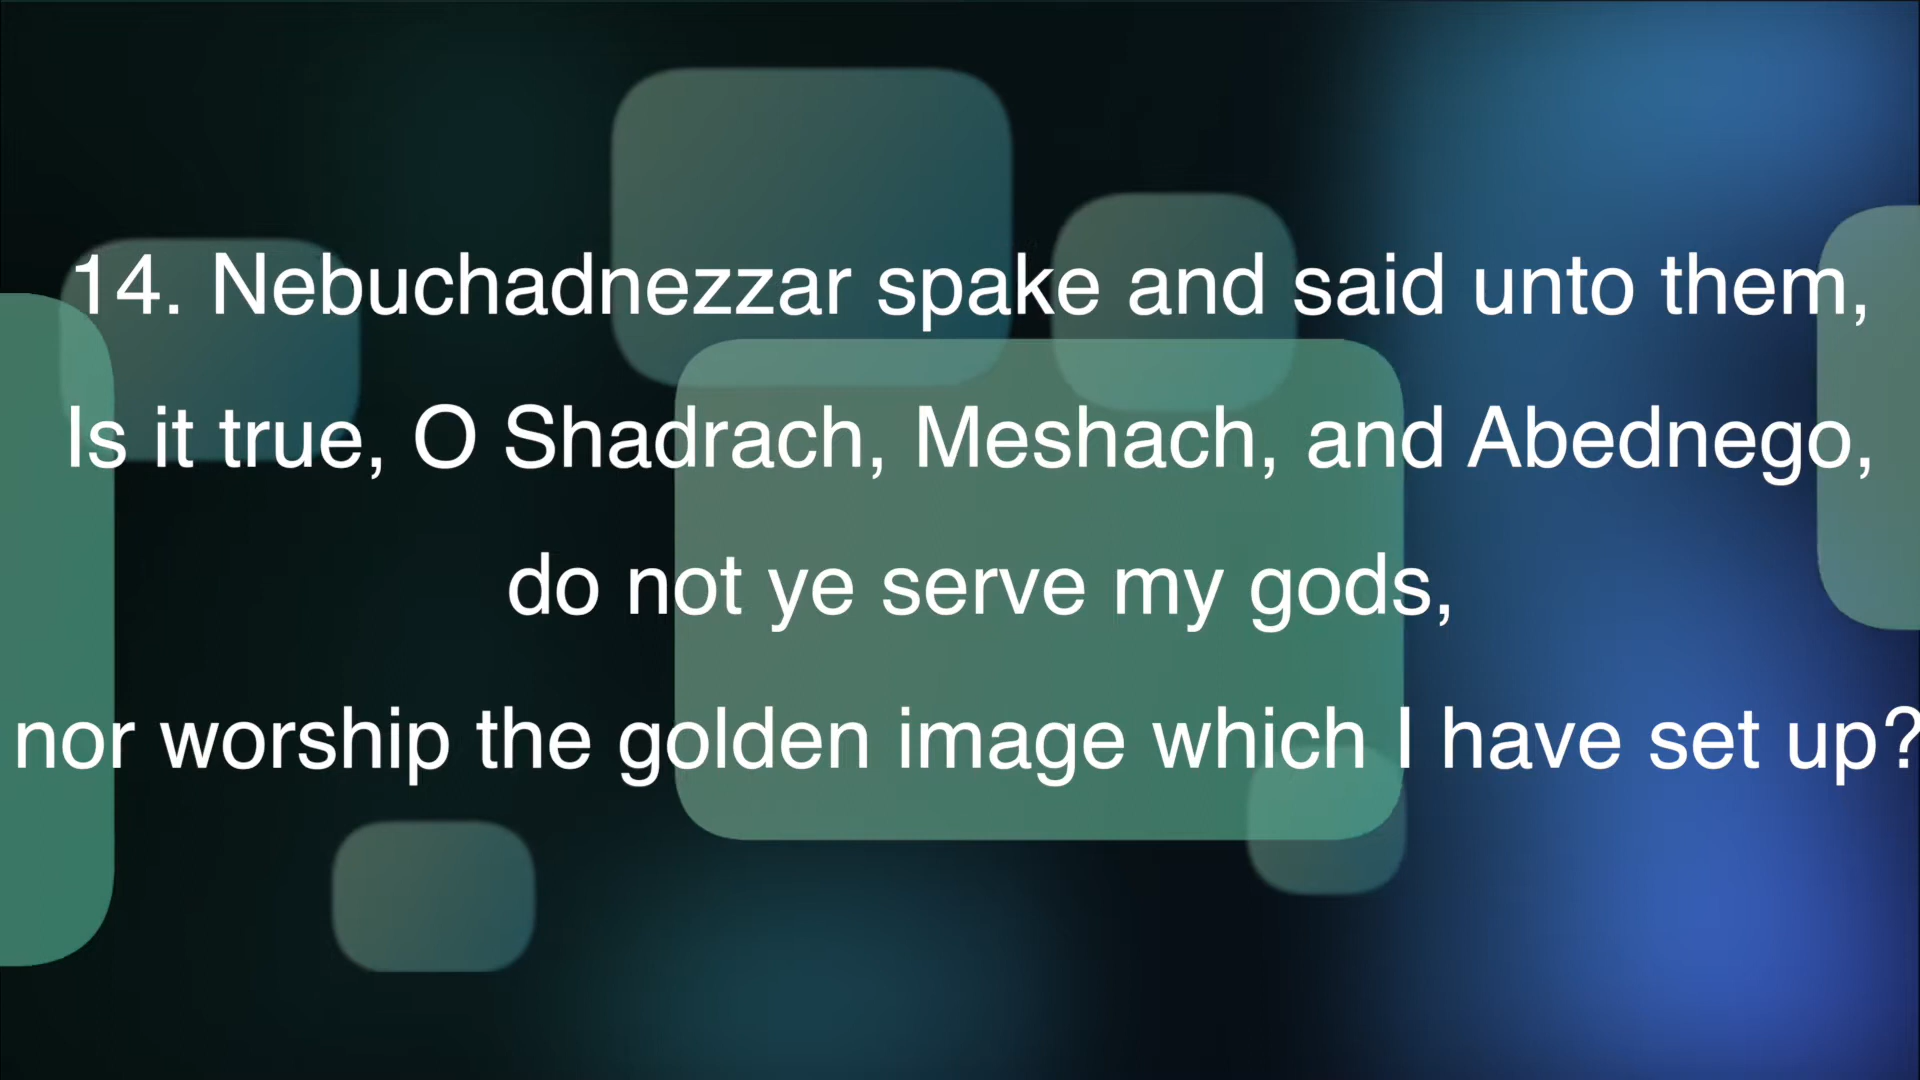 14. Nebuchadnezzar spake and said unto them,
Is it true, O Shadrach, Meshach, and Abednego,
do not ye serve my gods,
nor worship the golden image which I have set up?